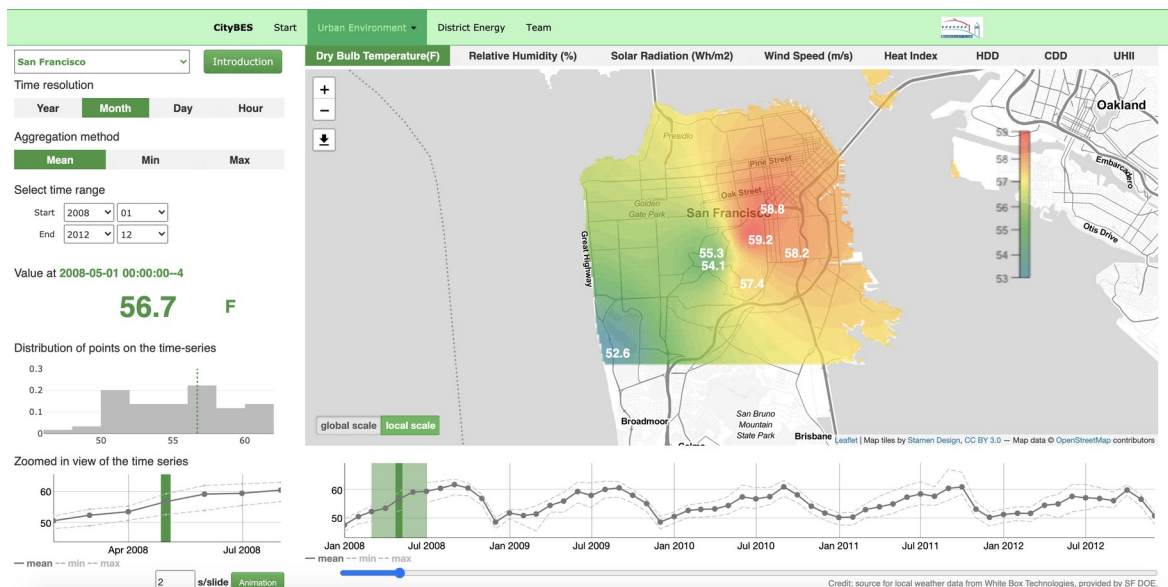 CityBES Start Urban Environment District Energy Team
San Francisco Introduction
Dry Bulb Temperature(F) Relative Humidity (%) Solar Radiation (Wh/m2) Wind Speed (m/s) Heat Index HDD CDD UHII
Time resolution
Year Month Day Hour
Aggregation method
Mean Min Max
Select time range
Start 2008 01
End 2012 12
Value at 2008-05-01 00:00:00--4
56.7 F
Distribution of points on the time-series
0.3
0.2
0.1
0
50 55 60
Zoomed in view of the time series
60
50
Apr 2008 Jul 2008
mean min max
2 s/slide Animation
+
−
Presidio
Pine Street
Oak Street
Golden
Gate Park
San Francisco
58.8
59.2
58.2
55.3
54.1
57.4
Great Highway
52.6
Oakland
Embarcadero
Otis Drive
59
58
57
56
55
54
53
Broadmoor
San Bruno
Mountain
State Park
Brisbane
Colma
global scale local scale
Leaflet | Map tiles by Stamen Design, CC BY 3.0 — Map data © OpenStreetMap contributors
60
50
Jan 2008 Jul 2008 Jan 2009 Jul 2009 Jan 2010 Jul 2010 Jan 2011 Jul 2011 Jan 2012 Jul 2012
mean min max
Credit: source for local weather data from White Box Technologies, provided by SF DOE